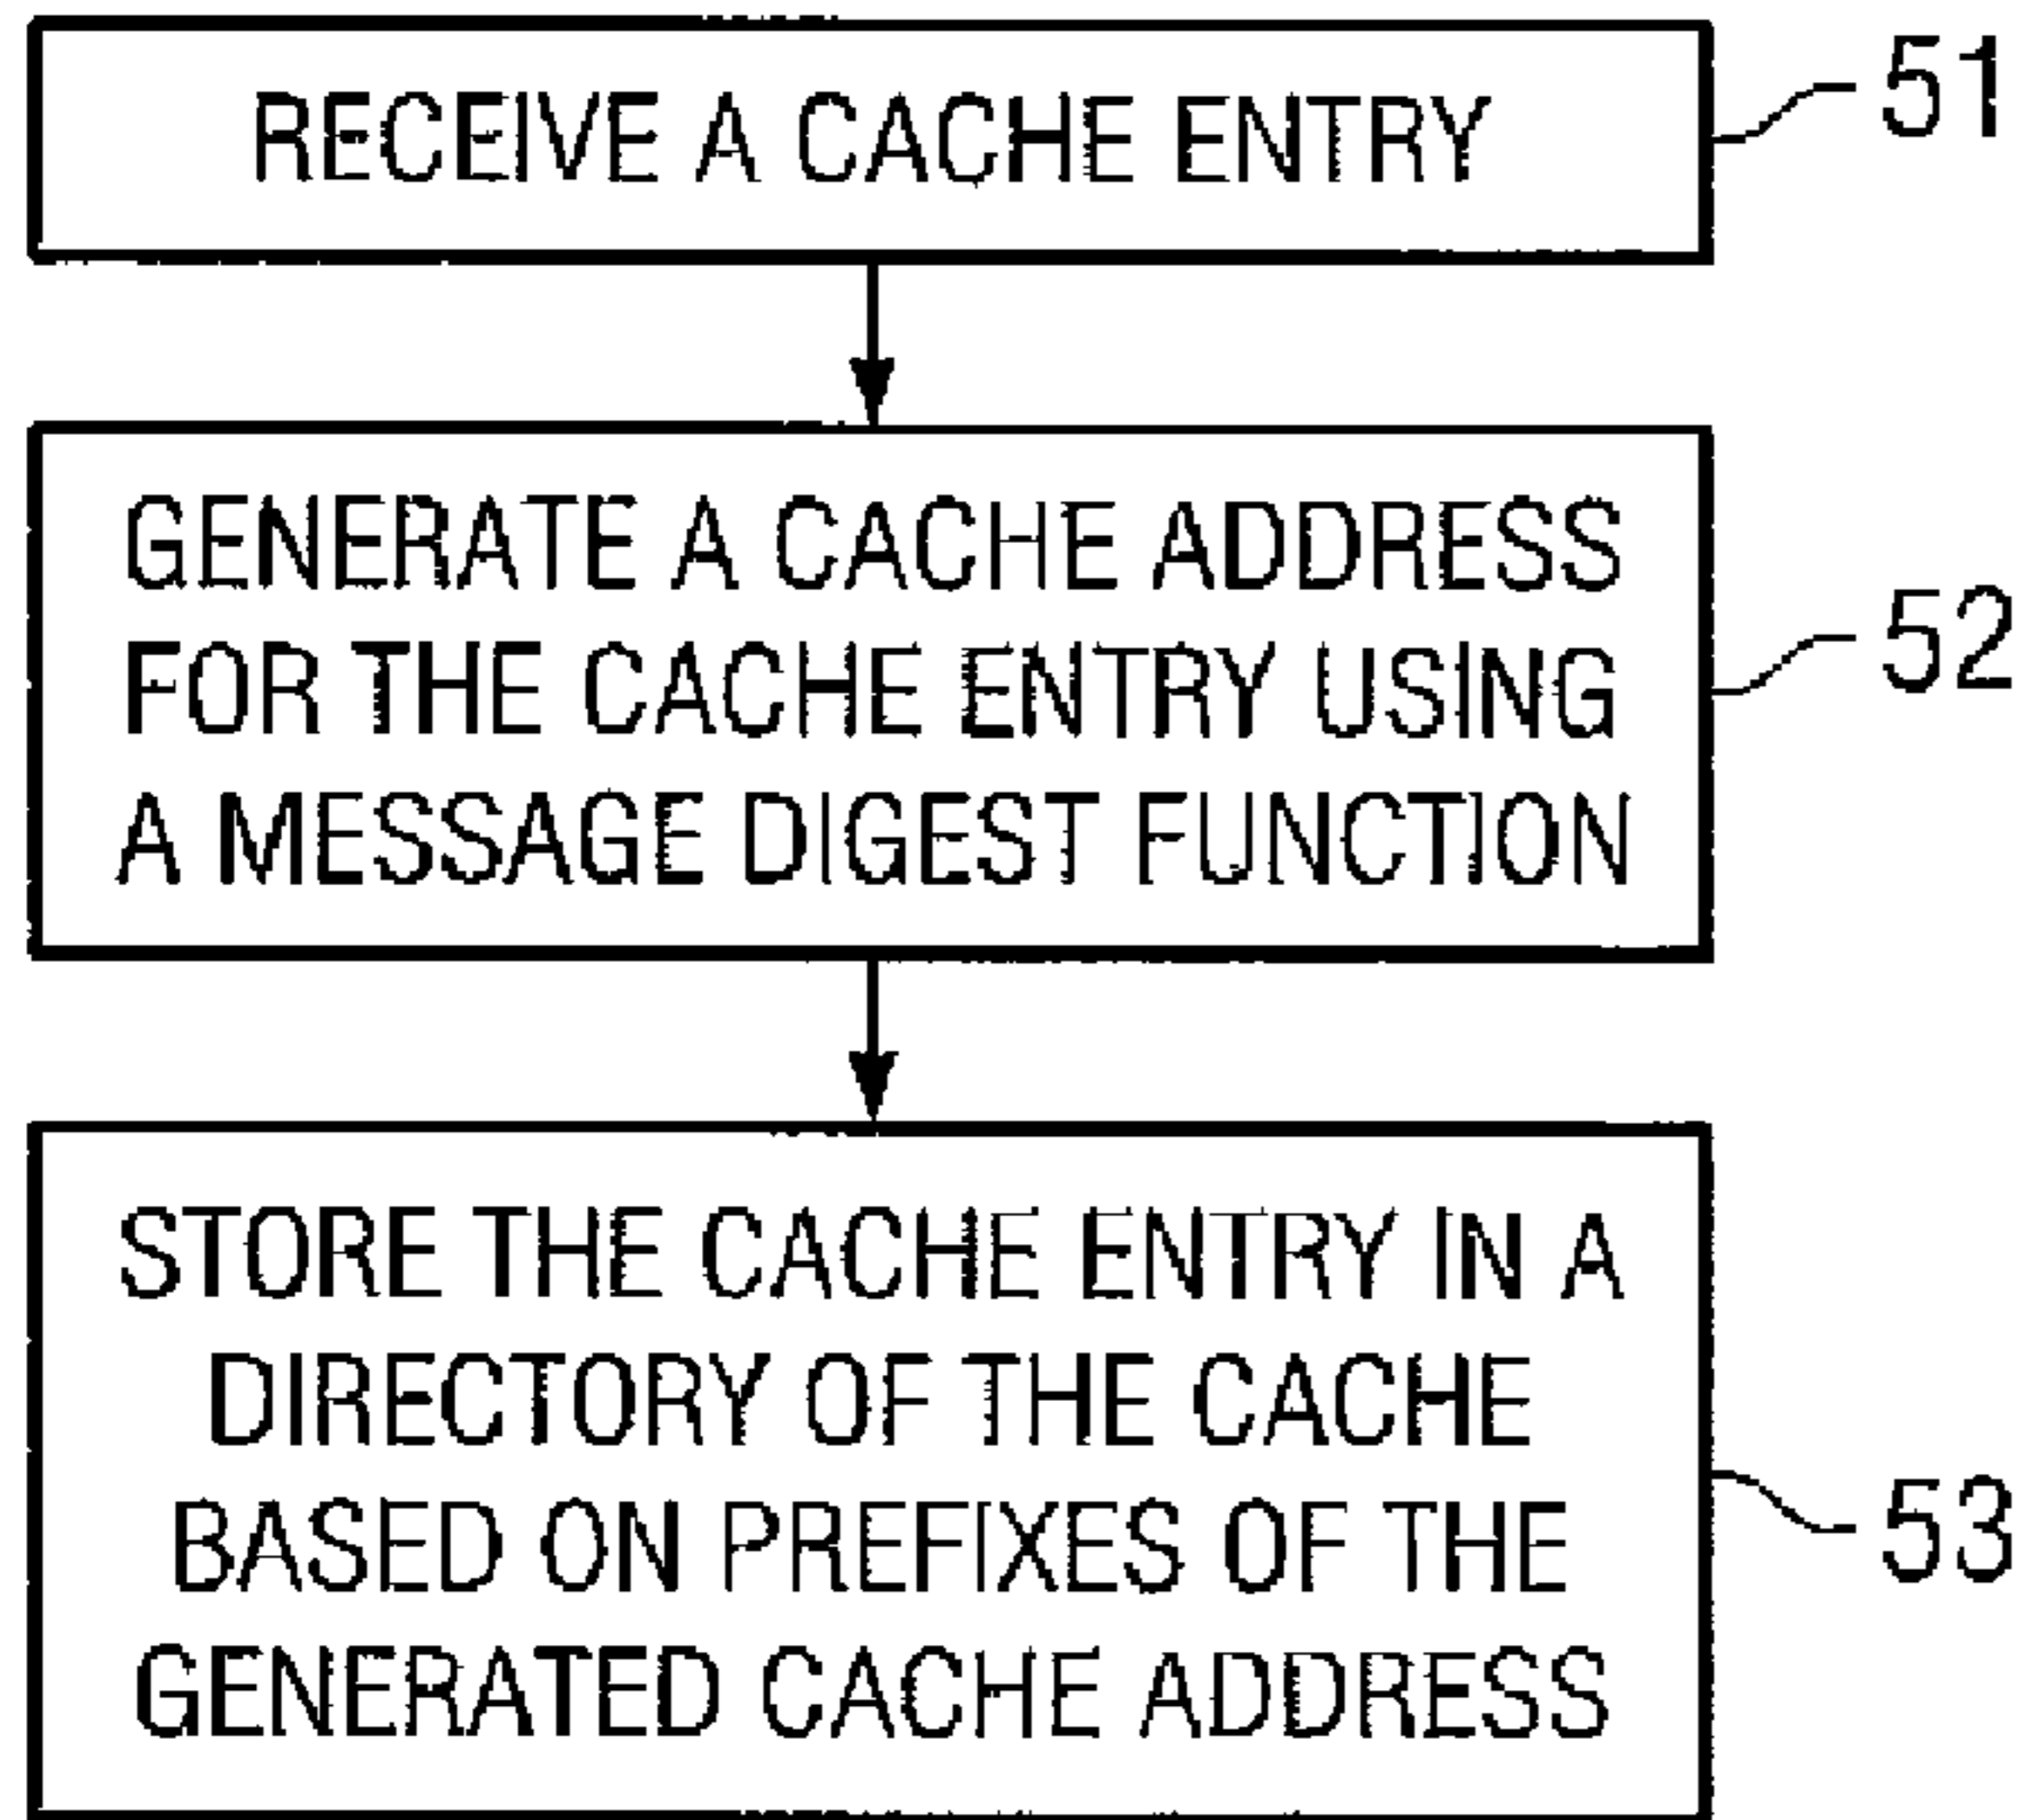 RECEIVE A CACHE ENTRY
51
GENERATE A CACHE ADDRESS
FOR THE CACHE ENTRY USING
A MESSAGE DIGEST FUNCTION
52
STORE THE CACHE ENTRY IN A
DIRECTORY OF THE CACHE
BASED ON PREFIXES OF THE
GENERATED CACHE ADDRESS
53